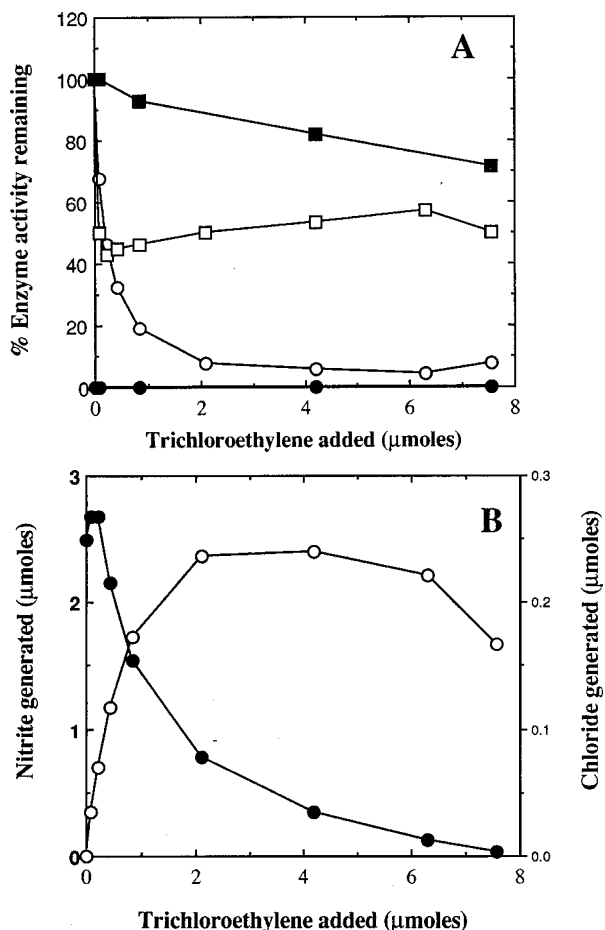 A
120
100
80
60
40
20
0
% Enzyme activity remaining
0 2 4 6 8
Trichloroethylene added (μmoles)
B
3
2
1
0
Nitrite generated (μmoles)
0.3
0.2
0.1
0.0
Chloride generated (μmoles)
0 2 4 6 8
Trichloroethylene added (μmoles)